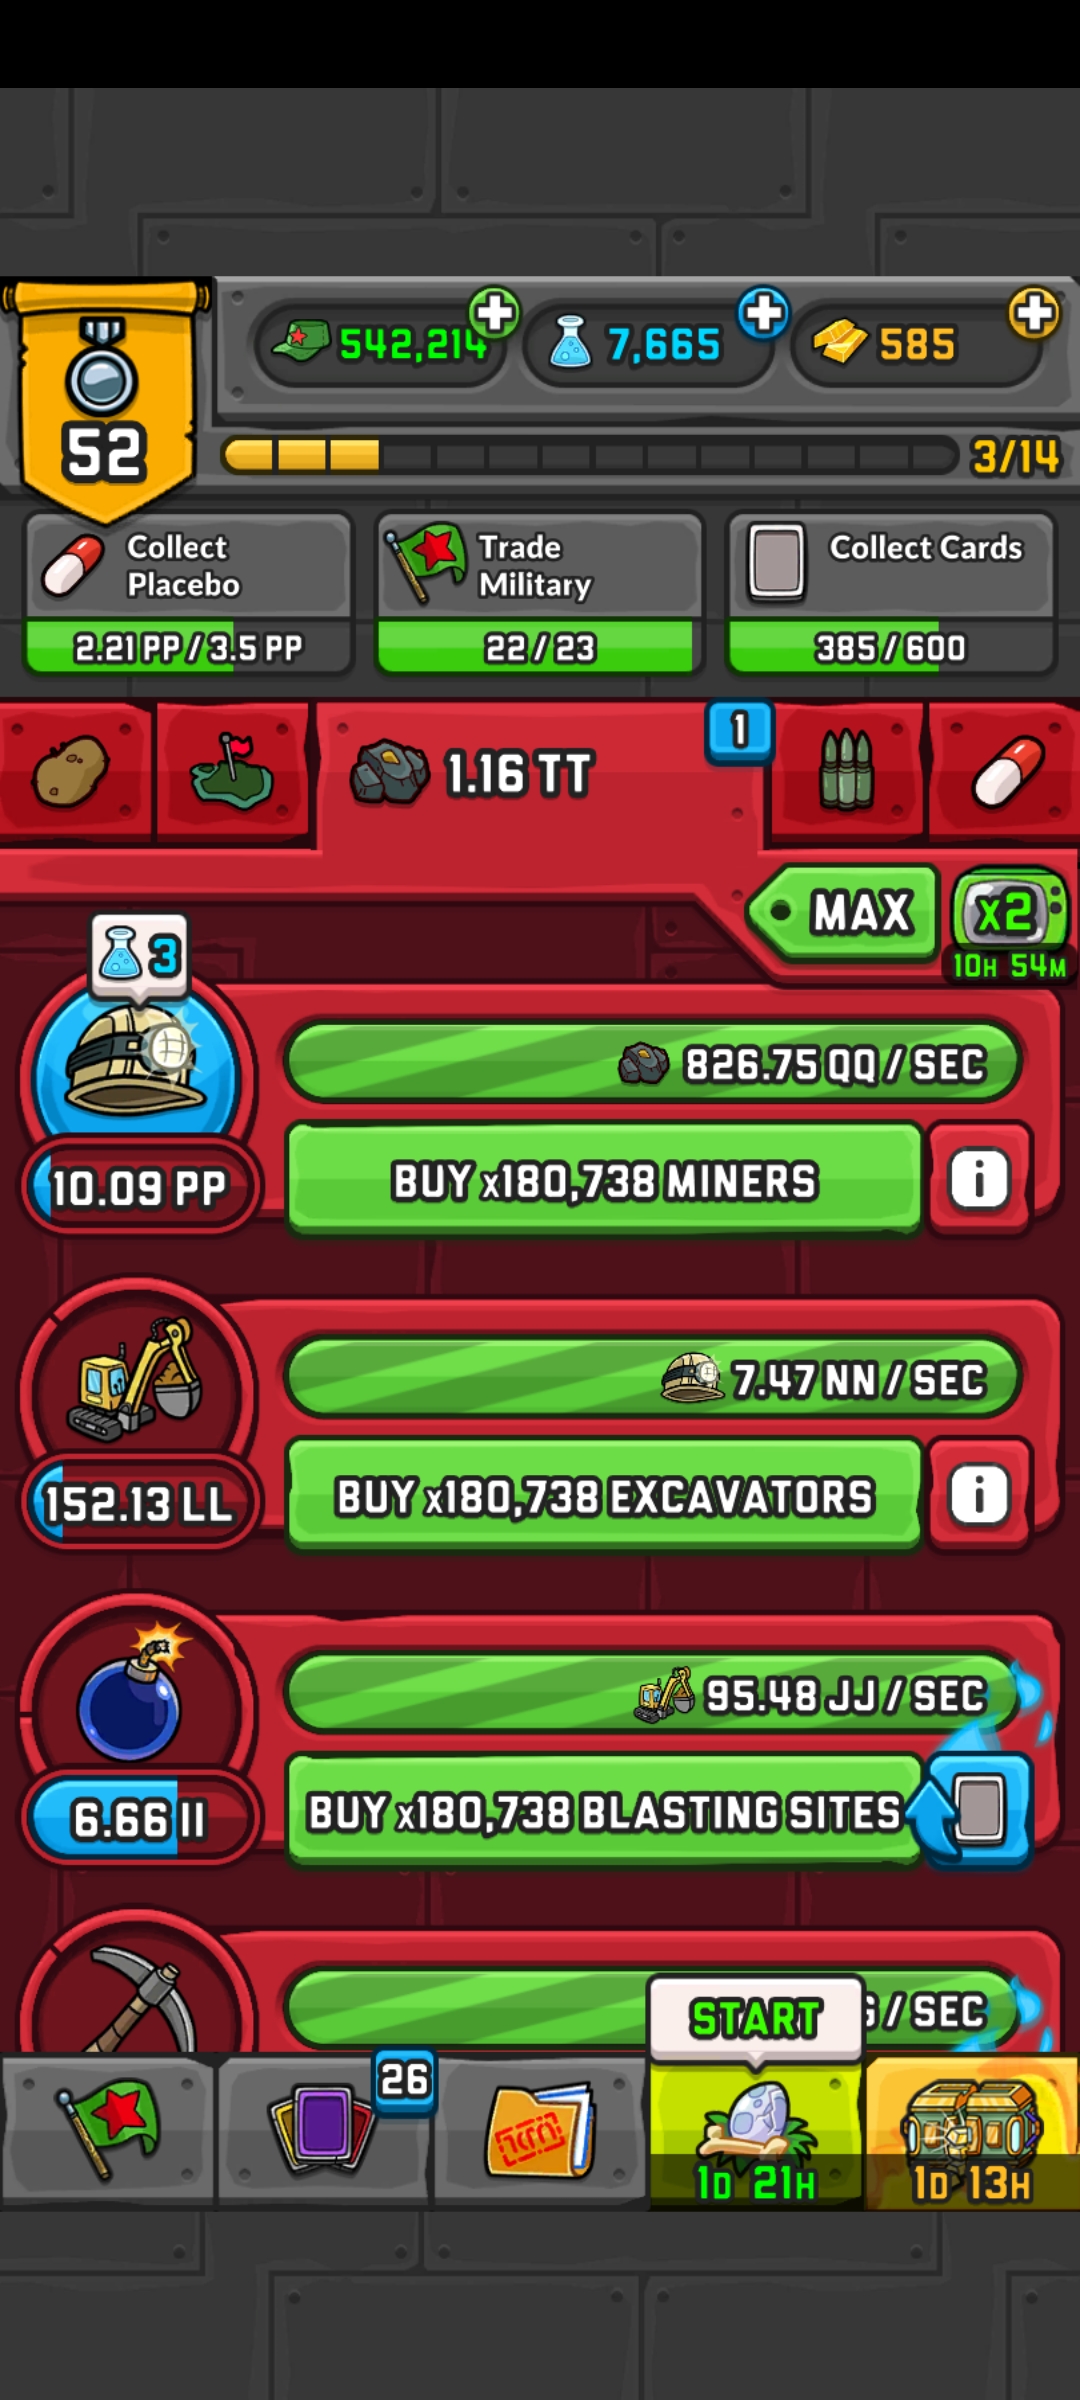 542,214
7,665
585
52
3/14
Collect
Placebo
Trade
Military
Collect Cards
2.21 PP / 3.5 PP
22 / 23
385 / 600
1.16 TT
1
MAX
x2
10H 54M
3
826.75 QQ / SEC
10.09 PP
BUY x180,738 MINERS
i
7.47 NN / SEC
152.13 LL
BUY x180,738 EXCAVATORS
i
95.48 JJ / SEC
6.66 II
BUY x180,738 BLASTING SITES
/ SEC
START
26
1D 21H
1D 13H